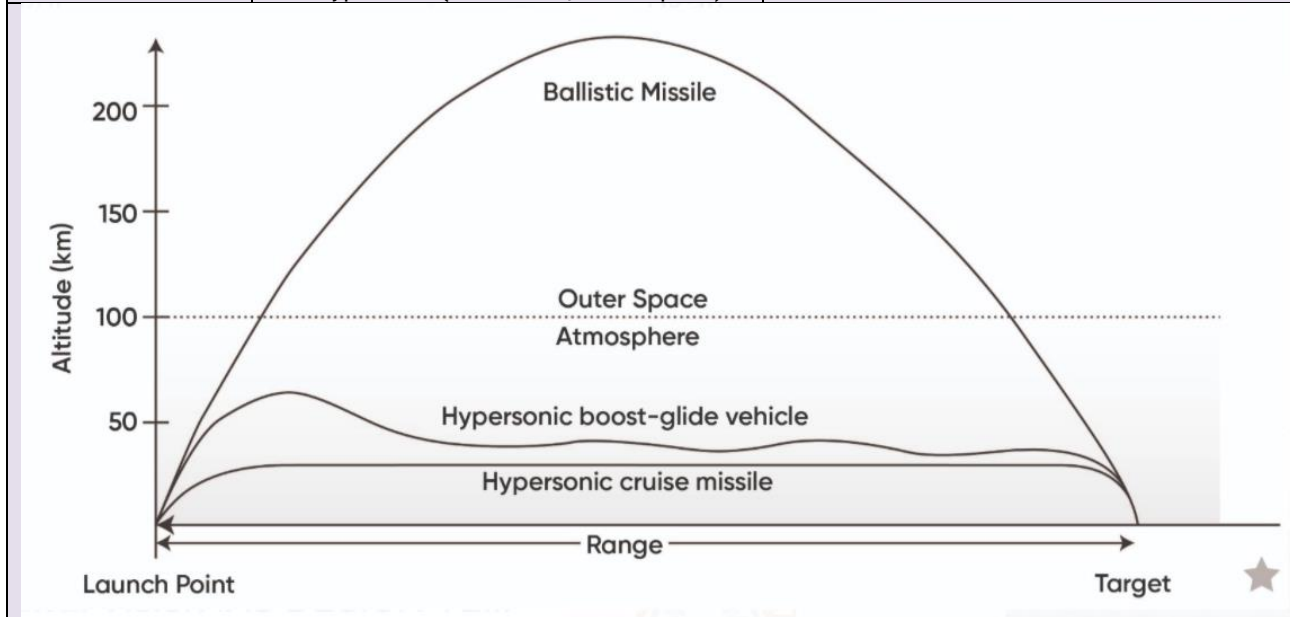 Ballistic Missile
200
150
Altitude (km)
Outer Space
100
Atmosphere
Hypersonic boost-glide vehicle
50
Hypersonic cruise missile
Range
Launch Point
Target